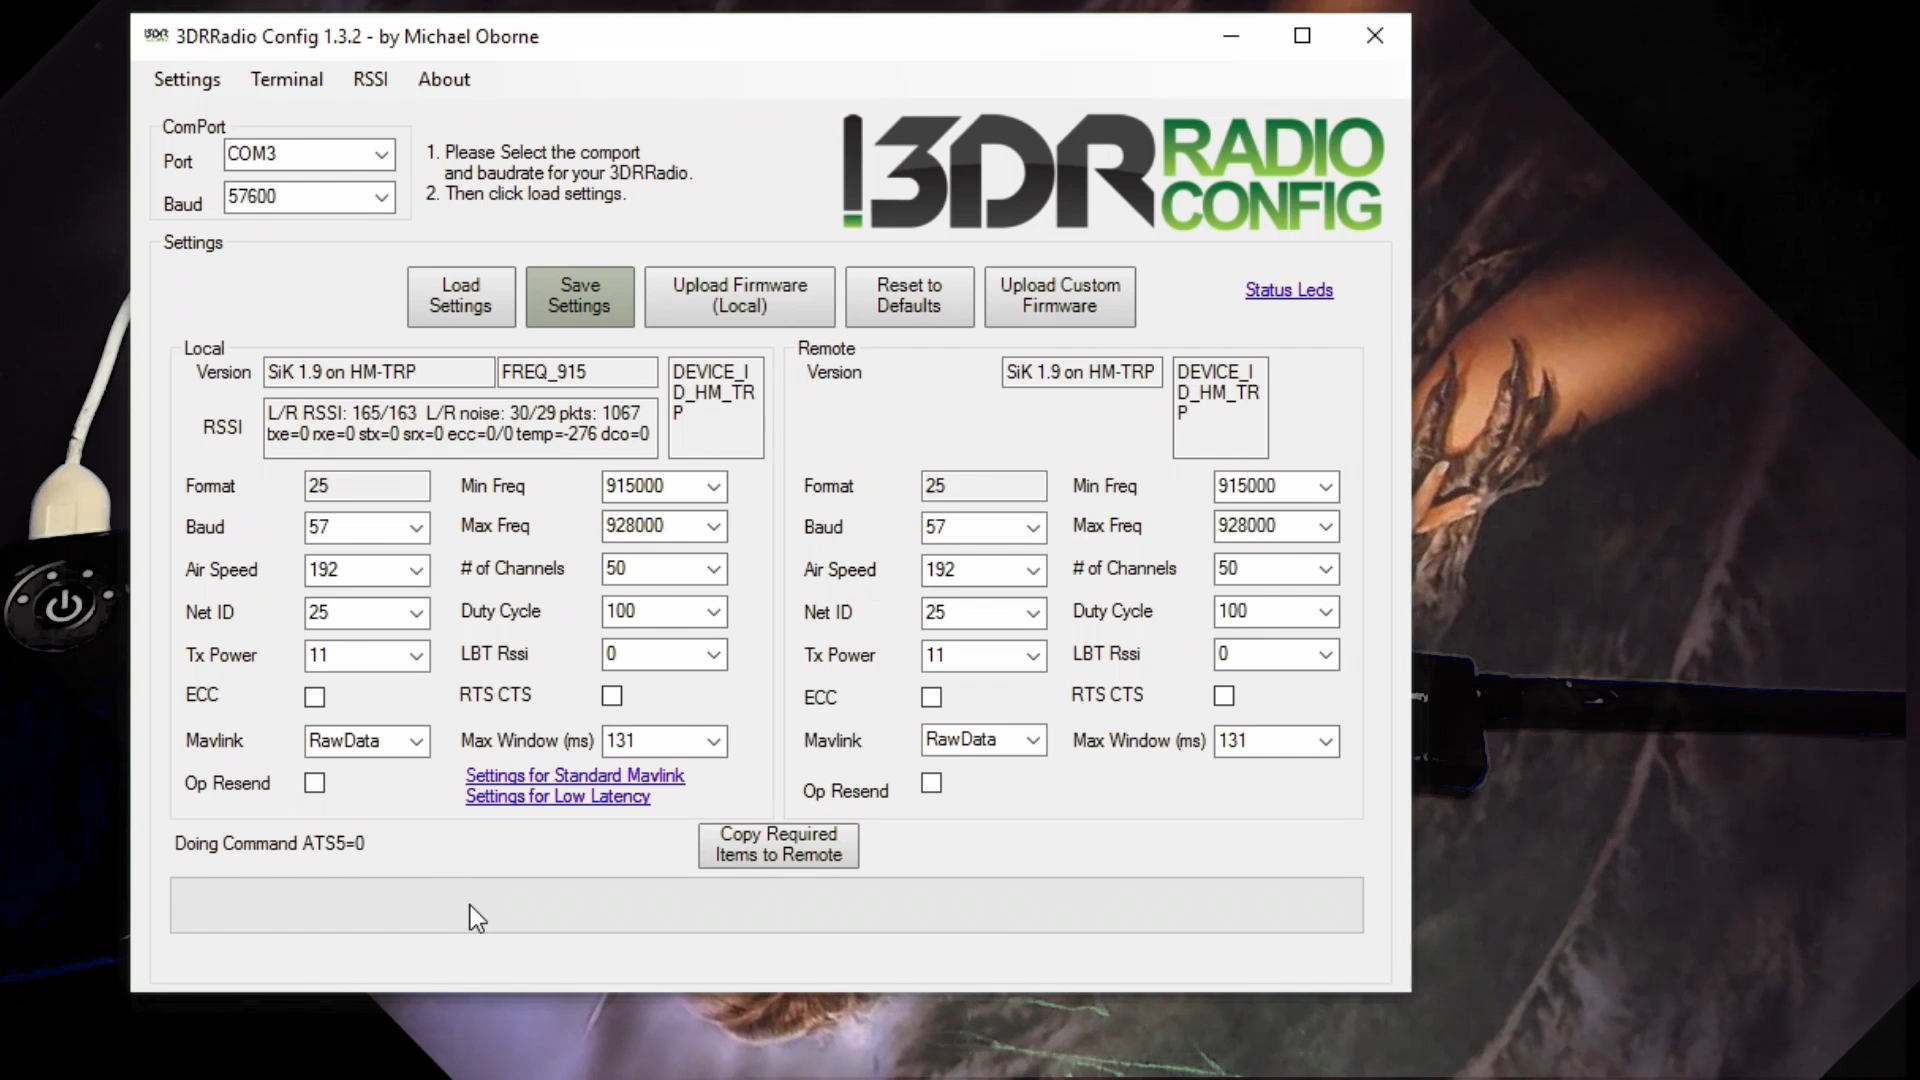 3DRRadio Config 1.3.2 - by Michael Oborne
Settings Terminal RSSI About
ComPort
Port COM3
Baud 57600
1. Please Select the comport
and baudrate for your 3DRRadio.
2. Then click load settings.
!3DR RADIO CONFIG
Settings
Load Settings
Save Settings
Upload Firmware (Local)
Reset to Defaults
Upload Custom Firmware
Status Leds
Local
Version SiK 1.9 on HM-TRP FREQ_915 DEVICE_I
D_HM_TR
P
RSSI L/R RSSI: 165/163 L/R noise: 30/29 pkts: 1067
txe=0 rxe=0 stx=0 srx=0 ecc=0/0 temp=-276 dco=0
Format 25 Min Freq 915000
Baud 57 Max Freq 928000
Air Speed 192 # of Channels 50
Net ID 25 Duty Cycle 100
Tx Power 11 LBT Rssi 0
ECC RTS CTS
Mavlink RawData Max Window (ms) 131
Op Resend
Settings for Standard Mavlink
Settings for Low Latency
Remote
Version SiK 1.9 on HM-TRP DEVICE_I
D_HM_TR
P
Format 25 Min Freq 915000
Baud 57 Max Freq 928000
Air Speed 192 # of Channels 50
Net ID 25 Duty Cycle 100
Tx Power 11 LBT Rssi 0
ECC RTS CTS
Mavlink RawData Max Window (ms) 131
Op Resend
Doing Command ATS5=0
Copy Required
Items to Remote